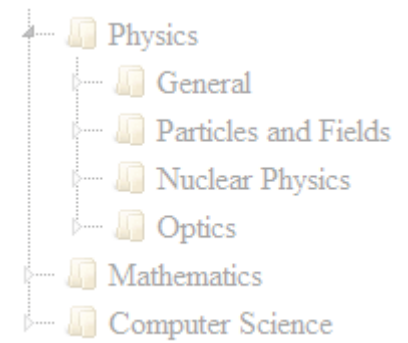 Physics
General
Particles and Fields
Nuclear Physics
Optics
Mathematics
Computer Science